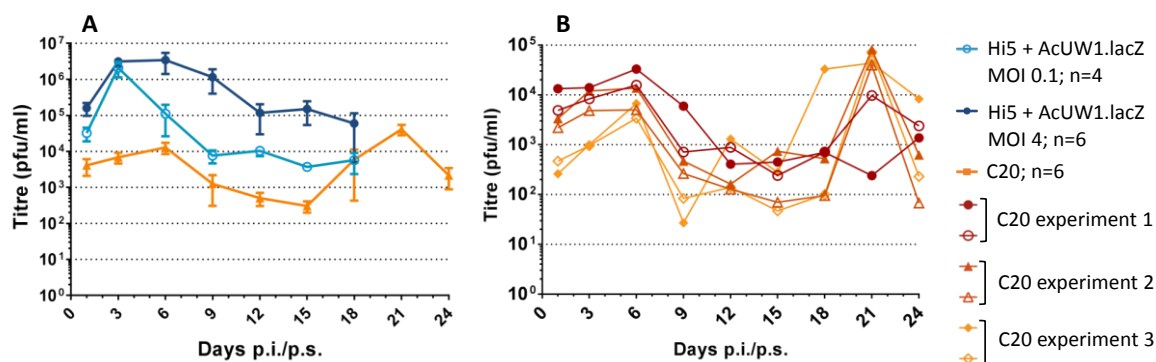 A
Titre (pfu/ml)
10⁷
10⁶
10⁵
10⁴
10³
10²
10¹
10⁰
0 3 6 9 12 15 18 21 24
Days p.i./p.s.
B
Titre (pfu/ml)
10⁵
10⁴
10³
10²
10¹
10⁰
0 3 6 9 12 15 18 21 24
Days p.i./p.s.
Hi5 + AcUW1.lacZ
MOI 0.1; n=4
Hi5 + AcUW1.lacZ
MOI 4; n=6
C20; n=6
C20 experiment 1
C20 experiment 2
C20 experiment 3